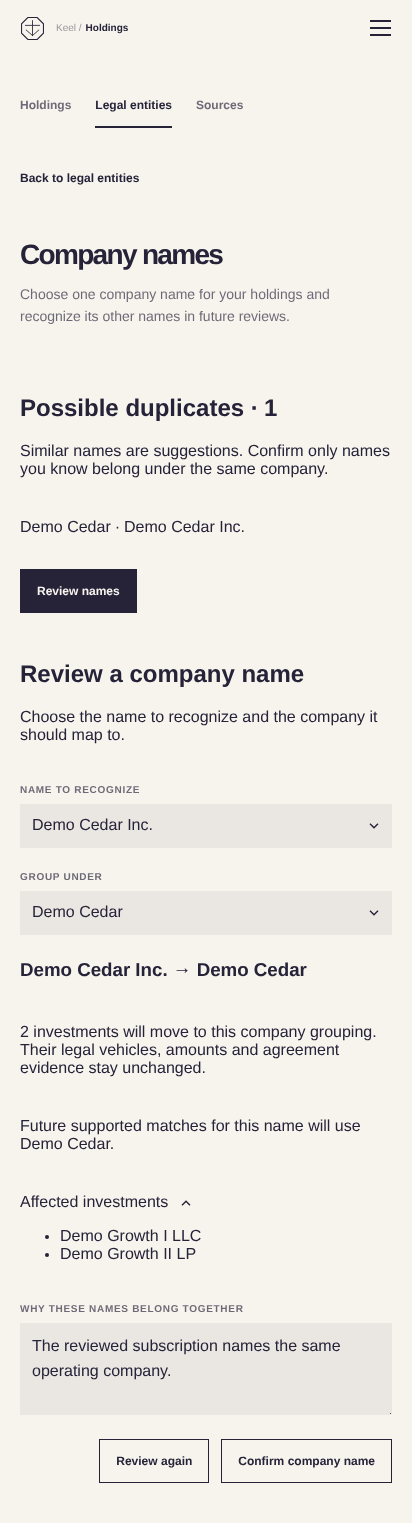 Keel / Holdings
Holdings Legal entities Sources
Back to legal entities
Company names
Choose one company name for your holdings and
recognize its other names in future reviews.
Possible duplicates · 1
Similar names are suggestions. Confirm only names
you know belong under the same company.
Demo Cedar · Demo Cedar Inc.
Review names
Review a company name
Choose the name to recognize and the company it
should map to.
NAME TO RECOGNIZE
Demo Cedar Inc.
GROUP UNDER
Demo Cedar
Demo Cedar Inc. → Demo Cedar
2 investments will move to this company grouping.
Their legal vehicles, amounts and agreement
evidence stay unchanged.
Future supported matches for this name will use
Demo Cedar.
Affected investments
• Demo Growth I LLC
• Demo Growth II LP
WHY THESE NAMES BELONG TOGETHER
The reviewed subscription names the same
operating company.
Review again Confirm company name